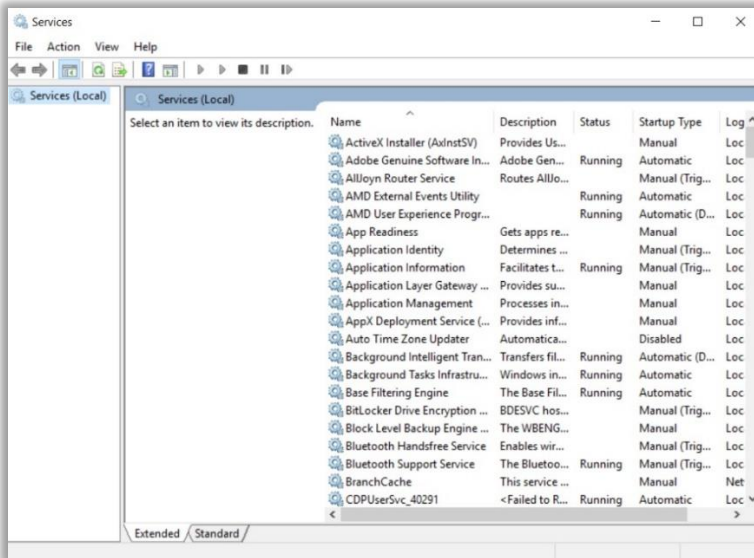 Services
File Action View Help
Services (Local)
Services (Local)
Select an item to view its description.
Name Description Status Startup Type Log
ActiveX Installer (AxInstSV) Provides Us... Manual Loc
Adobe Genuine Software In... Adobe Gen... Running Automatic Loc
AllJoyn Router Service Routes AllJo... Manual (Trig... Loc
AMD External Events Utility Running Automatic Loc
AMD User Experience Progr... Running Automatic (D... Loc
App Readiness Gets apps re... Manual Loc
Application Identity Determines ... Manual (Trig... Loc
Application Information Facilitates t... Running Manual (Trig... Loc
Application Layer Gateway ... Provides su... Manual Loc
Application Management Processes in... Manual Loc
AppX Deployment Service (... Provides inf... Manual Loc
Auto Time Zone Updater Automatica... Disabled Loc
Background Intelligent Tran... Transfers fil... Running Automatic (D... Loc
Background Tasks Infrastru... Windows in... Running Automatic Loc
Base Filtering Engine The Base Fil... Running Automatic Loc
BitLocker Drive Encryption ... BDESVC hos... Manual (Trig... Loc
Block Level Backup Engine ... The WBENG... Manual Loc
Bluetooth Handsfree Service Enables wir... Manual (Trig... Loc
Bluetooth Support Service The Bluetoo... Running Manual (Trig... Loc
BranchCache This service ... Manual Net
CDPUserSvc_40291 <Failed to R... Running Automatic Loc
Extended Standard